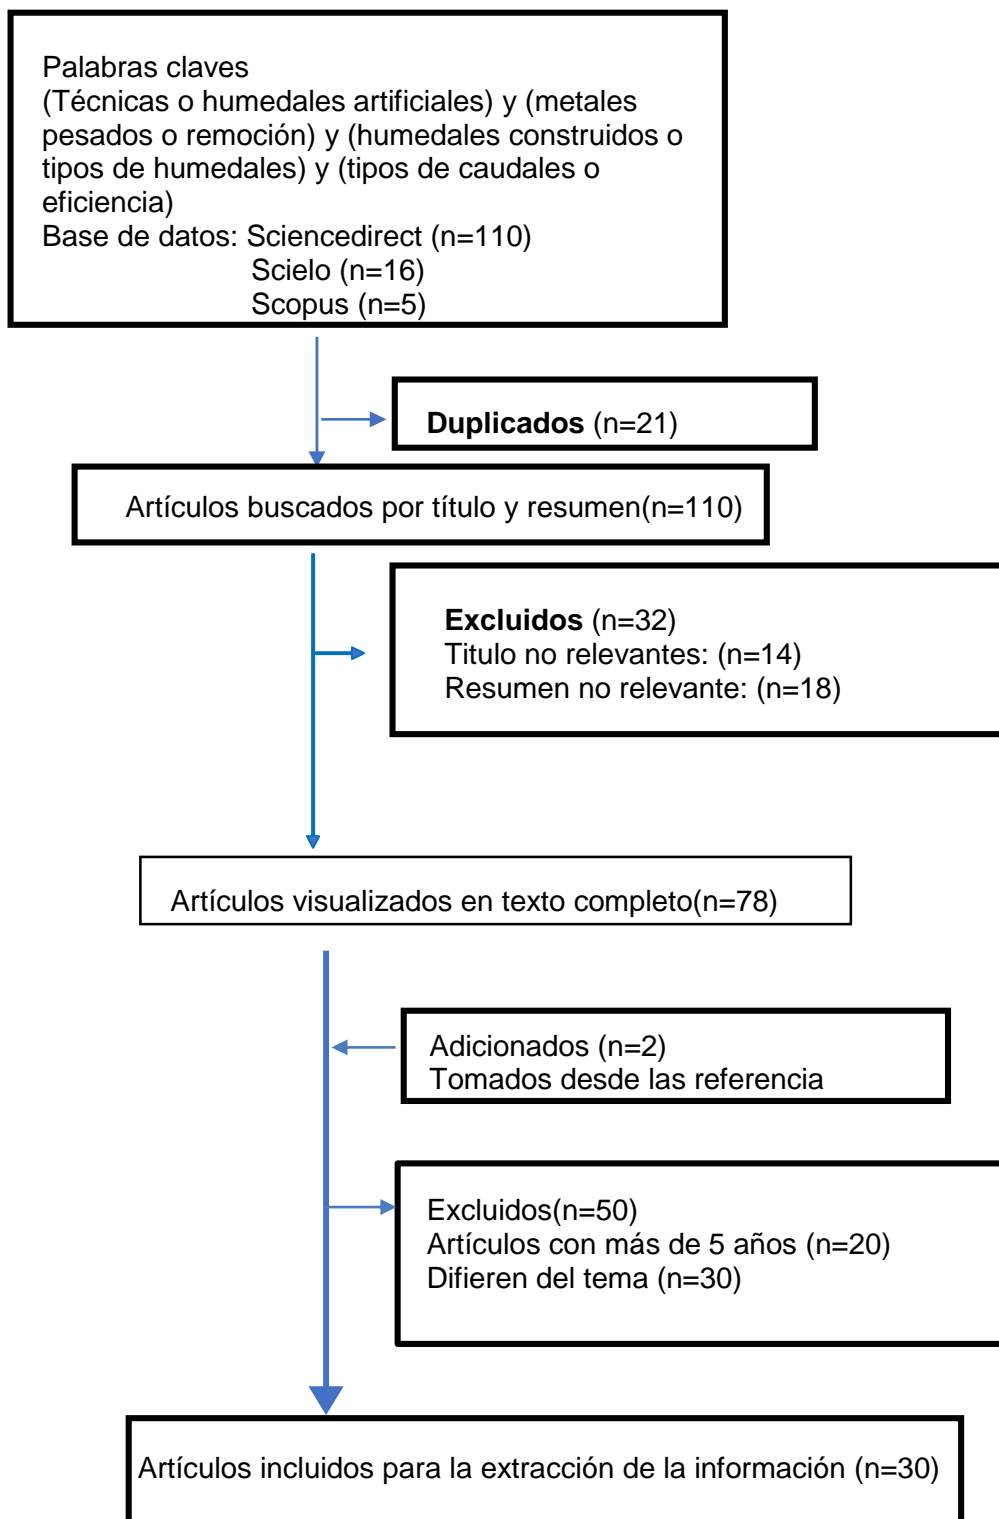 Palabras claves
(Técnicas o humedales artificiales) y (metales
pesados o remoción) y (humedales construidos o
tipos de humedales) y (tipos de caudales o
eficiencia)
Base de datos: Sciencedirect (n=110)
Scielo (n=16)
Scopus (n=5)
Duplicados (n=21)
Artículos buscados por título y resumen(n=110)
Excluidos (n=32)
Titulo no relevantes: (n=14)
Resumen no relevante: (n=18)
Artículos visualizados en texto completo(n=78)
Adicionados (n=2)
Tomados desde las referencia
Excluidos(n=50)
Artículos con más de 5 años (n=20)
Difieren del tema (n=30)
Artículos incluidos para la extracción de la información (n=30)